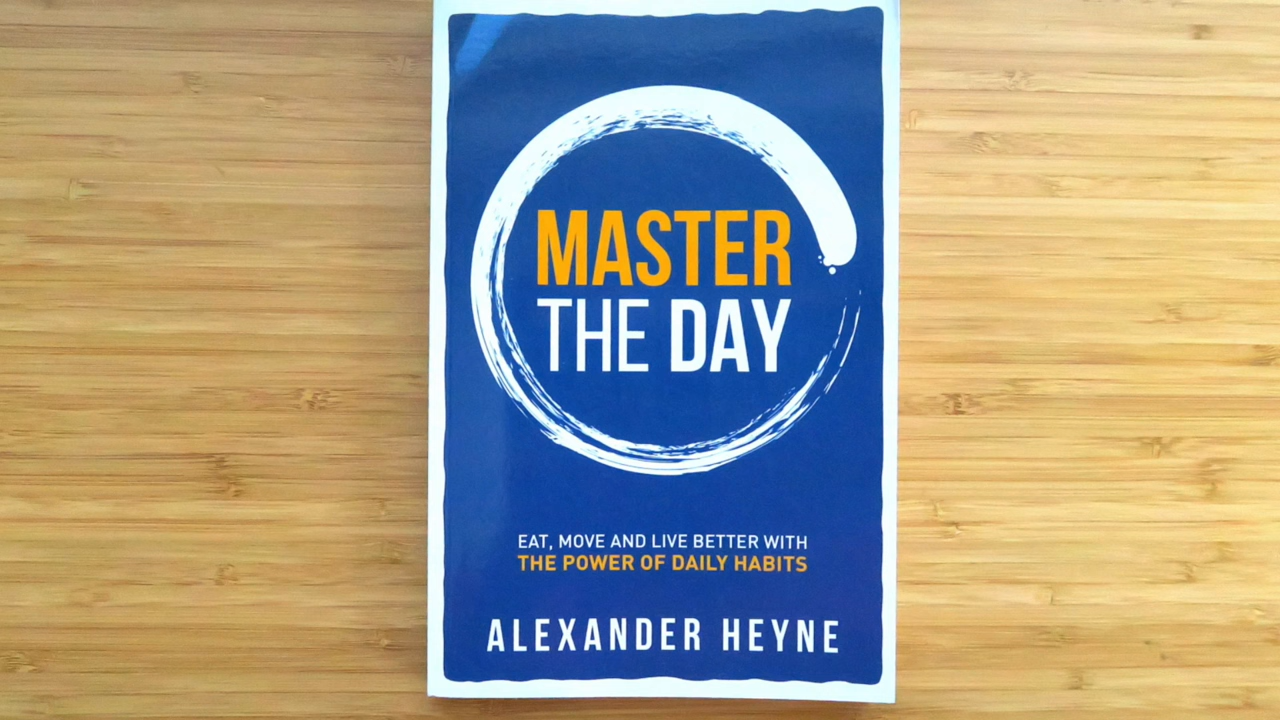 MASTER
THE DAY
EAT, MOVE AND LIVE BETTER WITH
THE POWER OF DAILY HABITS
ALEXANDER HEYNE